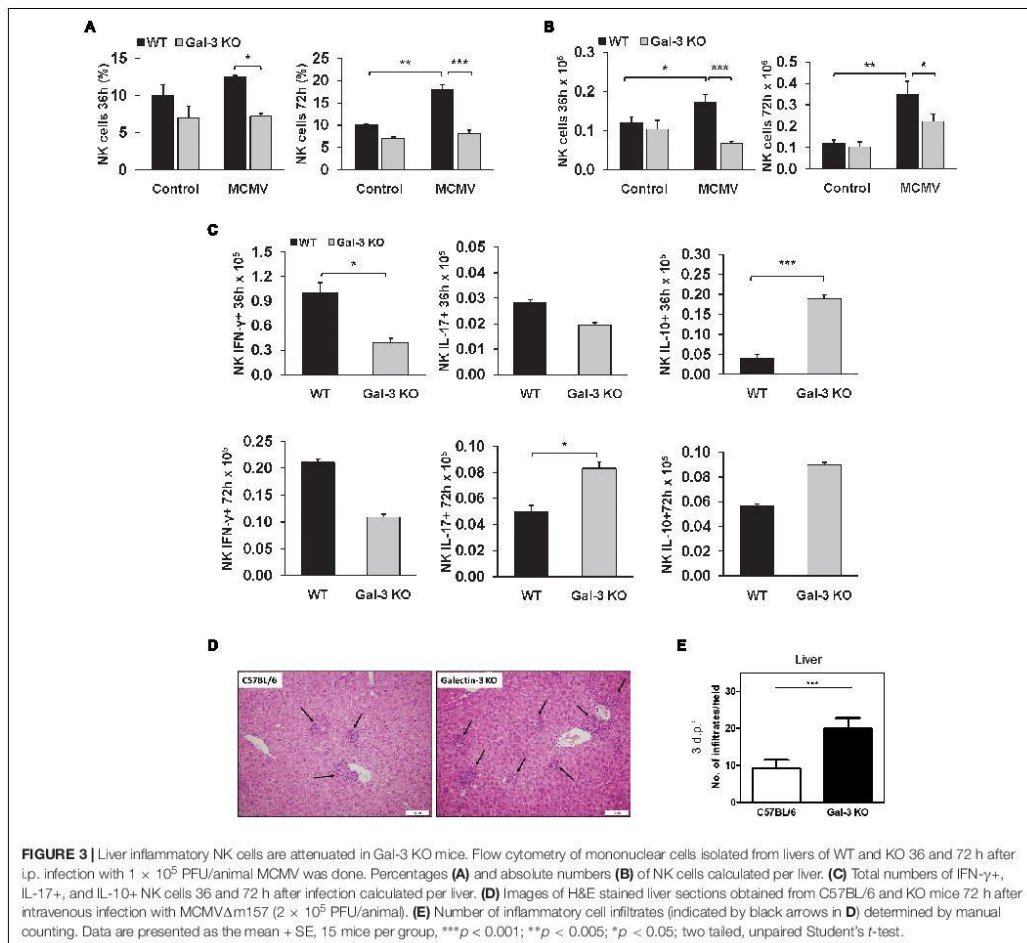 A
WT Gal-3 KO
NK cells 36h (%)
15
10
5
0
*
Control MCMV
NK cells 72h (%)
25
20
15
10
5
0
** ***
Control MCMV
B
WT Gal-3 KO
NK cells 36h x 10⁶
0.3
0.2
0.1
0
* ***
Control MCMV
NK cells 72h x 10⁶
0.5
0.4
0.3
0.2
0.1
0
** *
Control MCMV
C
WT Gal-3 KO
NK IFN-γ+ 36h x 10⁵
1.5
1.2
0.9
0.6
0.3
0.0
*
WT Gal-3 KO
NK IL-17+ 36h x 10⁵
0.04
0.03
0.02
0.01
0.00
WT Gal-3 KO
NK IL-10+ 36h x 10⁵
0.30
0.25
0.20
0.15
0.10
0.05
0.00
***
WT Gal-3 KO
NK IFN-γ+ 72h x 10⁵
0.25
0.20
0.15
0.10
0.05
0.00
WT Gal-3 KO
NK IL-17+ 72h x 10⁵
0.10
0.08
0.06
0.04
0.02
0.00
*
WT Gal-3 KO
NK IL-10+72h x 10⁵
0.10
0.08
0.06
0.04
0.02
0.00
WT Gal-3 KO
D
C57BL/6
Galectin-3 KO
E
Liver
3 d.p.
No. of infiltrates/field
30
20
10
0
***
C57BL/6 Gal-3 KO
FIGURE 3 | Liver inflammatory NK cells are attenuated in Gal-3 KO mice. Flow cytometry of mononuclear cells isolated from livers of WT and KO 36 and 72 h after
i.p. infection with 1 × 10⁵ PFU/animal MCMV was done. Percentages (A) and absolute numbers (B) of NK cells calculated per liver. (C) Total numbers of IFN-γ+,
IL-17+, and IL-10+ NK cells 36 and 72 h after infection calculated per liver. (D) Images of H&E stained liver sections obtained from C57BL/6 and KO mice 72 h after
intravenous infection with MCMVΔm157 (2 × 10⁵ PFU/animal). (E) Number of inflammatory cell infiltrates (indicated by black arrows in D) determined by manual
counting. Data are presented as the mean + SE, 15 mice per group, ***p < 0.001; **p < 0.005; *p < 0.05; two tailed, unpaired Student's t-test.